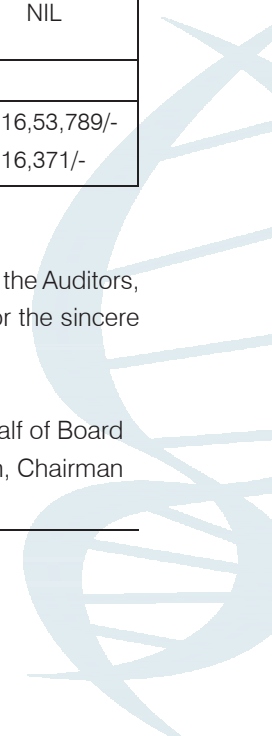 NIL
16,53,789/-
16,371/-
the Auditors,
or the sincere
alf of Board
, Chairman